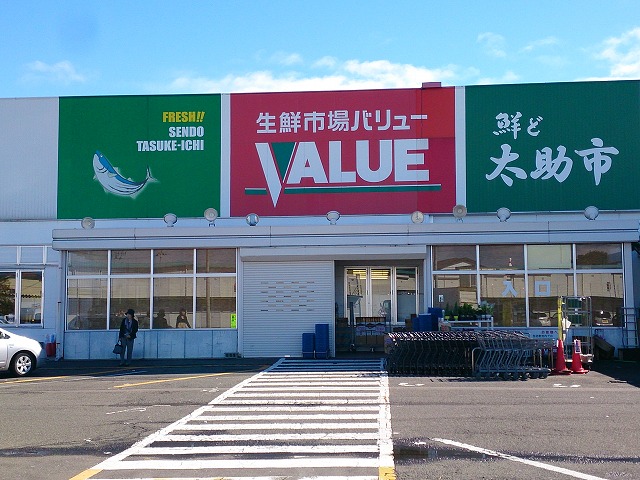 FRESH!!
SENDO
TASUKE-ICHI
生鮮市場バリュー
VALUE
鮮ど
太助市
入口